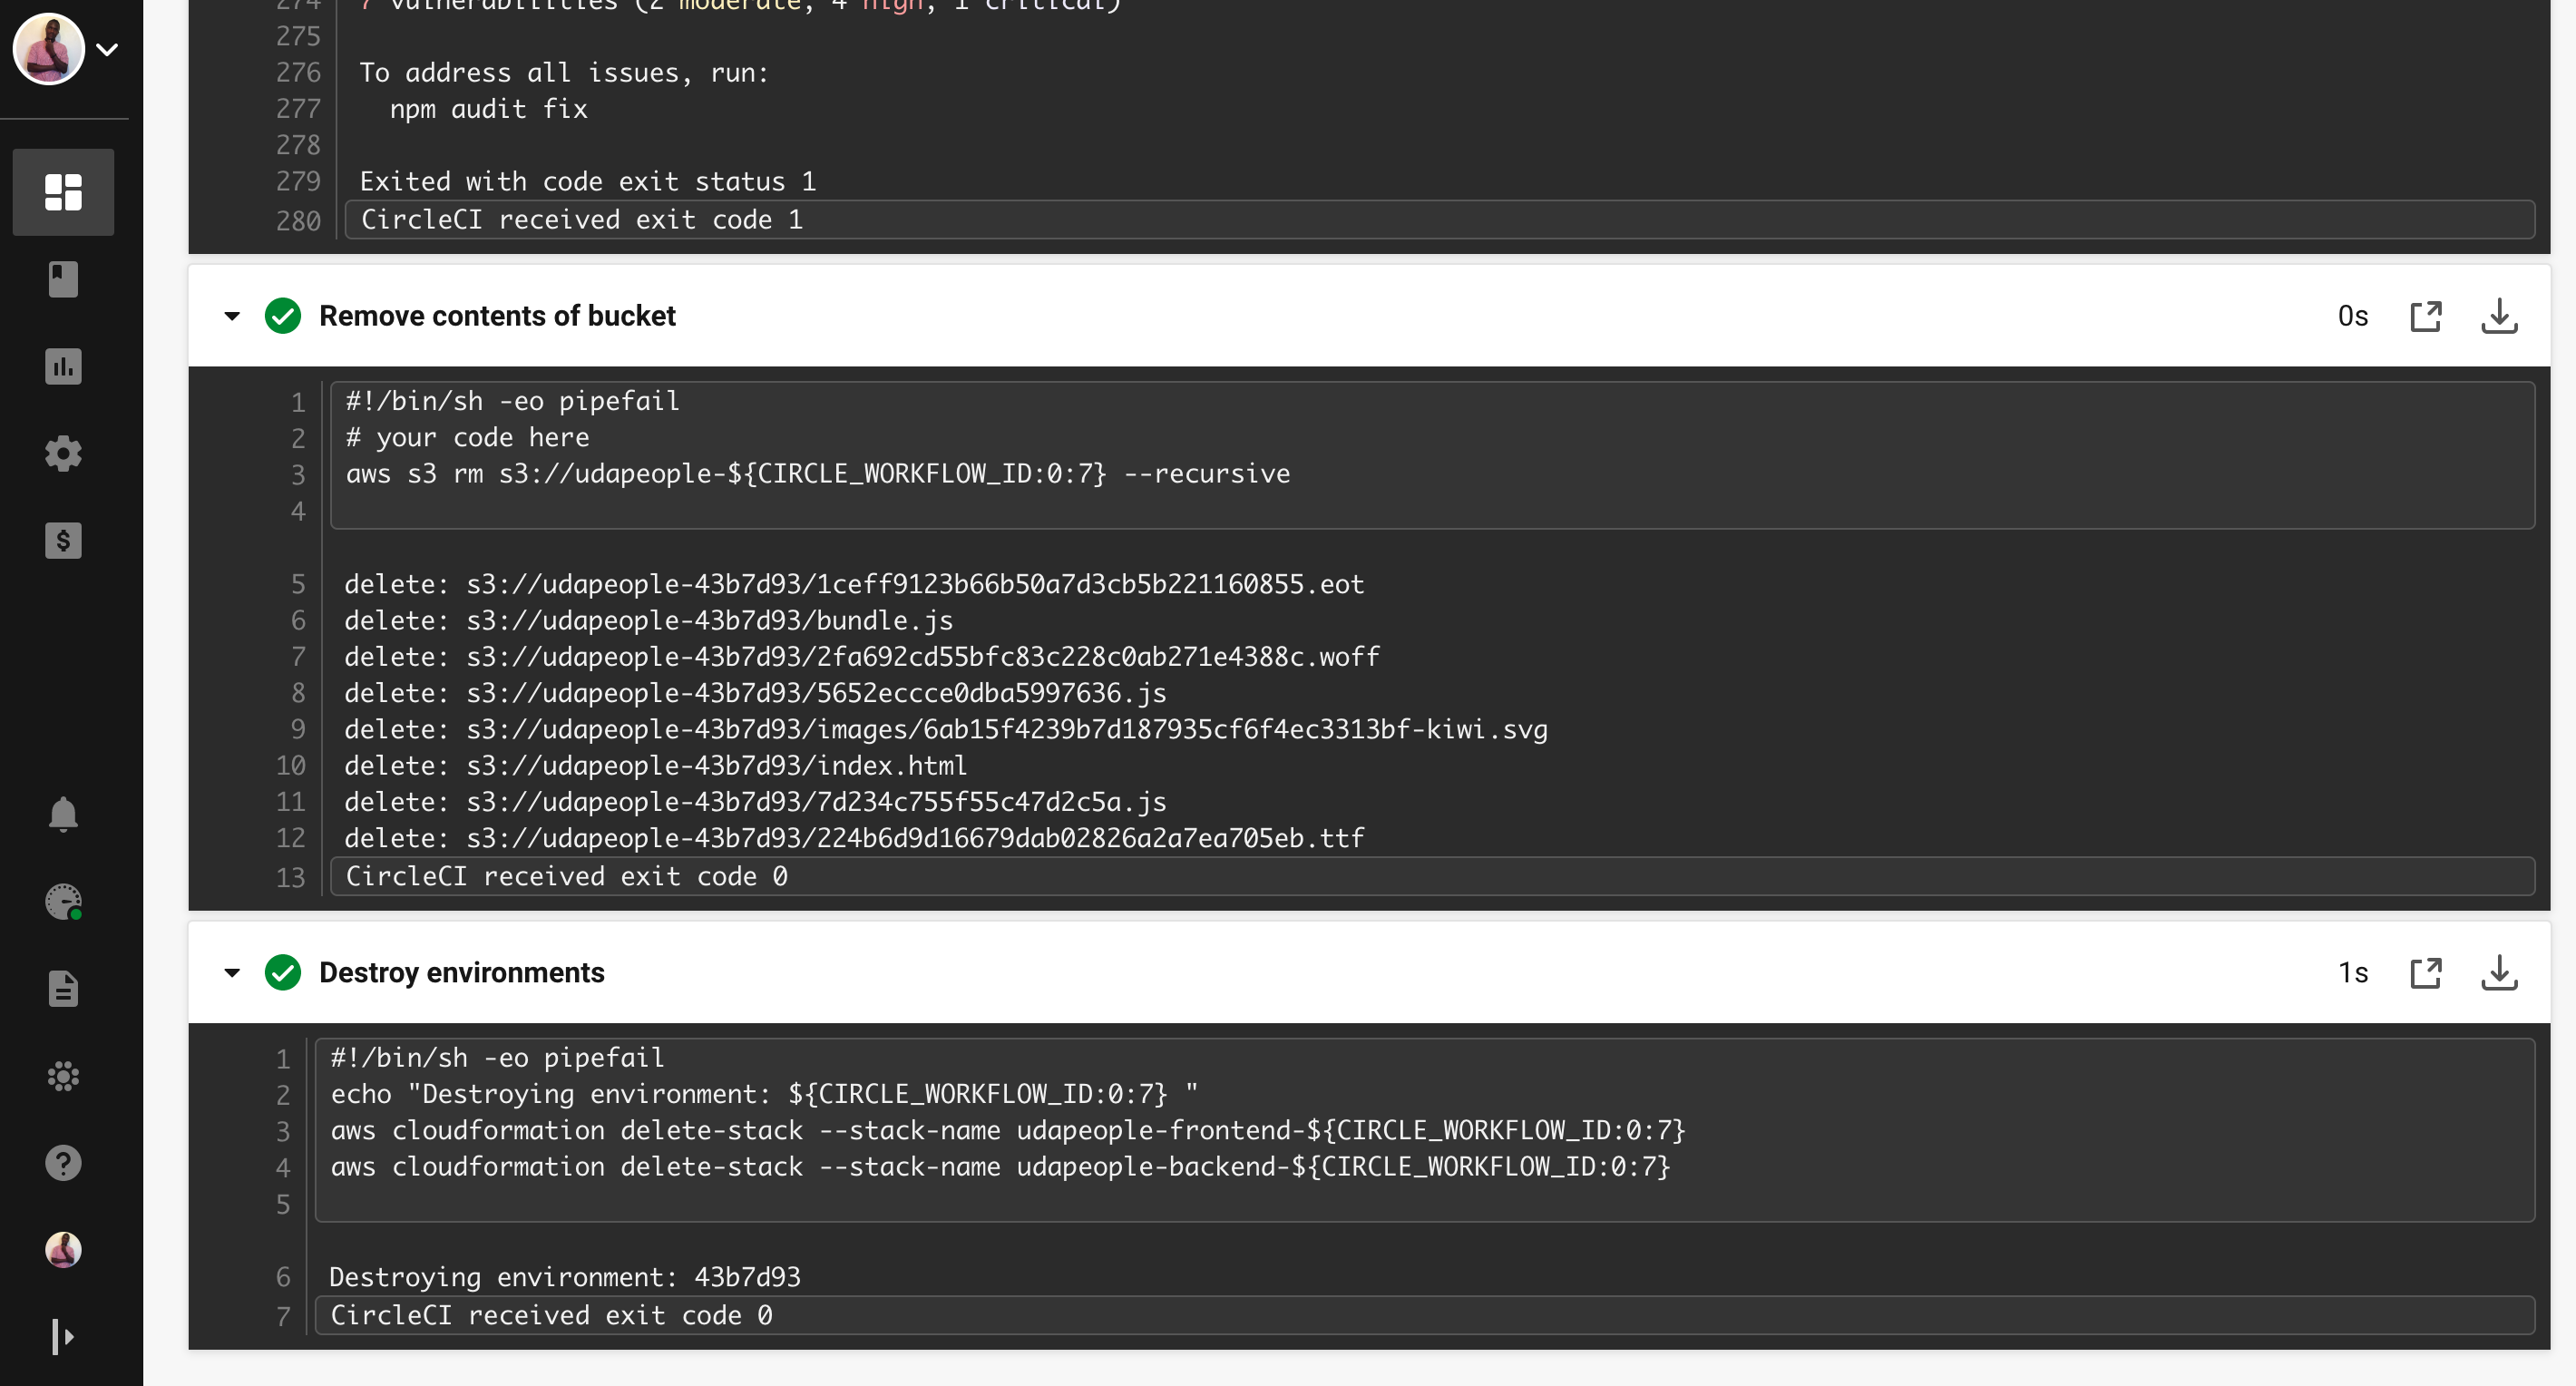 274 7 vulnerabilities (2 moderate, 4 high, 1 critical)
275
276 To address all issues, run:
277 npm audit fix
278
279 Exited with code exit status 1
280 CircleCI received exit code 1
Remove contents of bucket 0s
1 #!/bin/sh -eo pipefail
2 # your code here
3 aws s3 rm s3://udapeople-${CIRCLE_WORKFLOW_ID:0:7} --recursive
4
5 delete: s3://udapeople-43b7d93/1ceff9123b66b50a7d3cb5b221160855.eot
6 delete: s3://udapeople-43b7d93/bundle.js
7 delete: s3://udapeople-43b7d93/2fa692cd55bfc83c228c0ab271e4388c.woff
8 delete: s3://udapeople-43b7d93/5652eccce0dba5997636.js
9 delete: s3://udapeople-43b7d93/images/6ab15f4239b7d187935cf6f4ec3313bf-kiwi.svg
10 delete: s3://udapeople-43b7d93/index.html
11 delete: s3://udapeople-43b7d93/7d234c755f55c47d2c5a.js
12 delete: s3://udapeople-43b7d93/224b6d9d16679dab02826a2a7ea705eb.ttf
13 CircleCI received exit code 0
Destroy environments 1s
1 #!/bin/sh -eo pipefail
2 echo "Destroying environment: ${CIRCLE_WORKFLOW_ID:0:7} "
3 aws cloudformation delete-stack --stack-name udapeople-frontend-${CIRCLE_WORKFLOW_ID:0:7}
4 aws cloudformation delete-stack --stack-name udapeople-backend-${CIRCLE_WORKFLOW_ID:0:7}
5
6 Destroying environment: 43b7d93
7 CircleCI received exit code 0